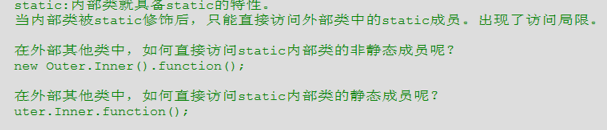 static:内部类就具备static的特性。
当内部类被static修饰后，只能直接访问外部类中的static成员。出现了访问局限。
在外部其他类中，如何直接访问static内部类的非静态成员呢？
new Outer.Inner().function();
在外部其他类中，如何直接访问static内部类的静态成员呢？
uter.Inner.function();